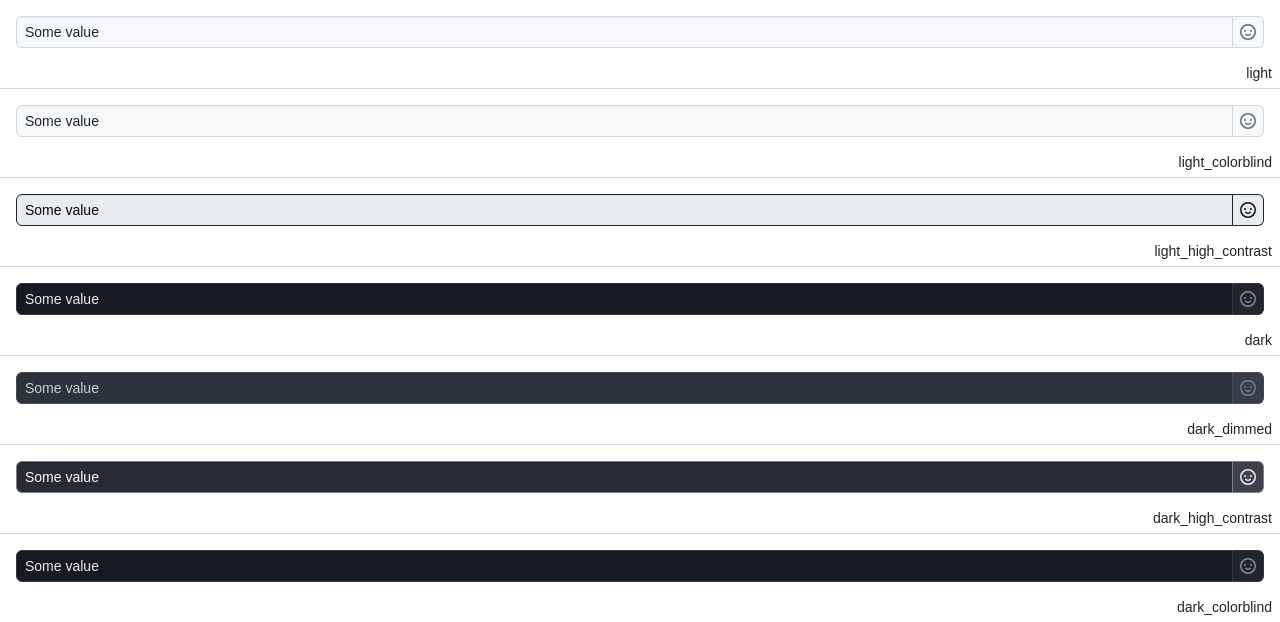 Some value
light
Some value
light_colorblind
Some value
light_high_contrast
Some value
dark
Some value
dark_dimmed
Some value
dark_high_contrast
Some value
dark_colorblind